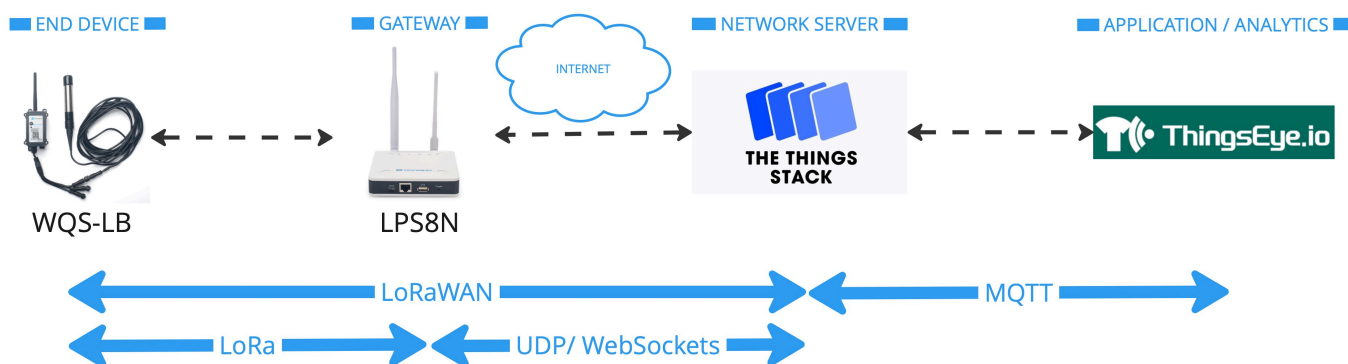 END DEVICE
GATEWAY
INTERNET
NETWORK SERVER
APPLICATION / ANALYTICS
THE THINGS
STACK
ThingsEye.io
WQS-LB
LPS8N
LoRaWAN
MQTT
LoRa
UDP/ WebSockets